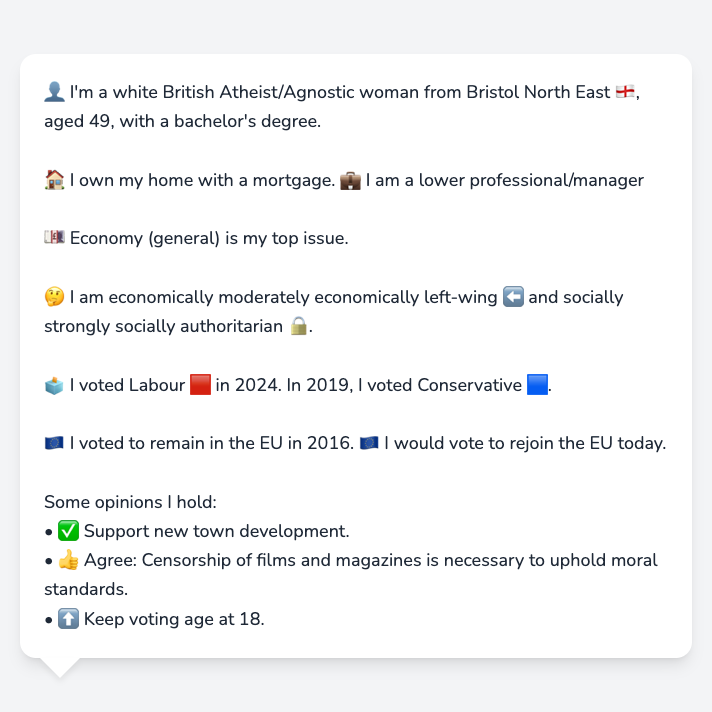 👤 I'm a white British Atheist/Agnostic woman from Bristol North East 🏴󠁧󠁢󠁥󠁮󠁧󠁿,
aged 49, with a bachelor's degree.
🏠 I own my home with a mortgage. 💼 I am a lower professional/manager
💷 Economy (general) is my top issue.
🤔 I am economically moderately economically left-wing ⬅️ and socially
strongly socially authoritarian 🔒.
🗳️ I voted Labour 🟥 in 2024. In 2019, I voted Conservative 🟦.
🇪🇺 I voted to remain in the EU in 2016. 🇪🇺 I would vote to rejoin the EU today.
Some opinions I hold:
• ✅ Support new town development.
• 👍 Agree: Censorship of films and magazines is necessary to uphold moral
standards.
• ⬆️ Keep voting age at 18.